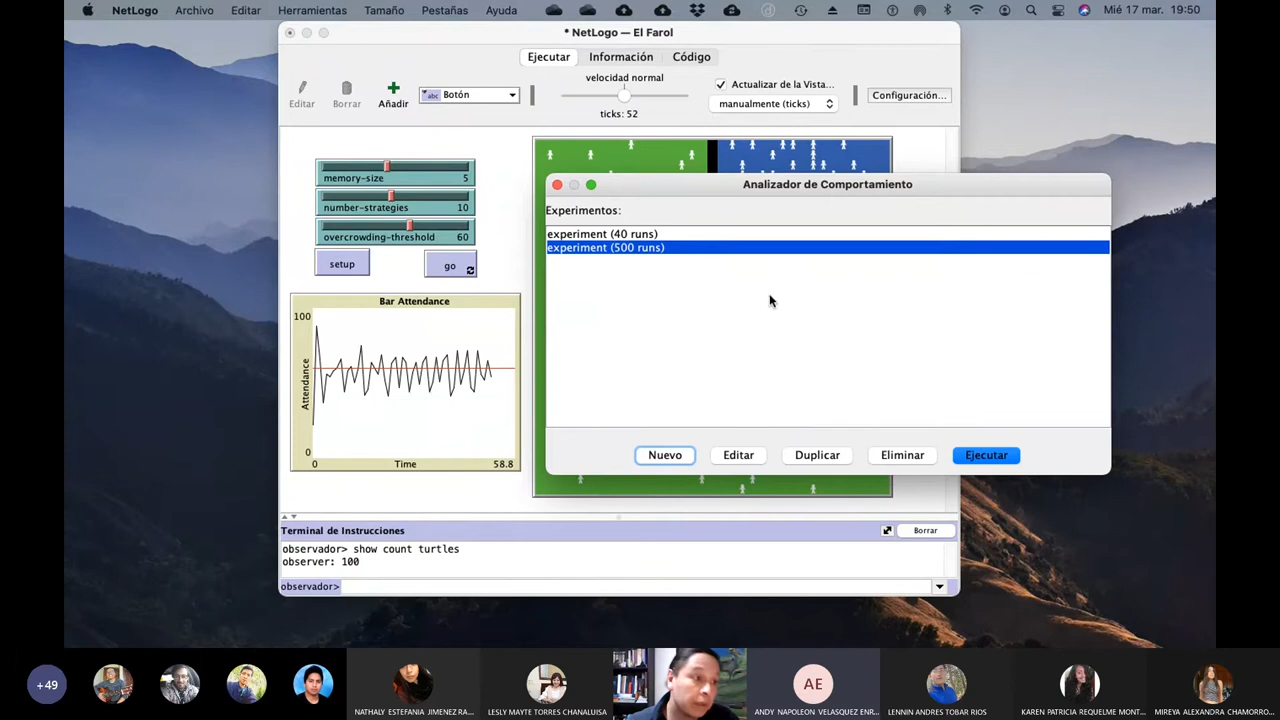 NetLogo Archivo Editar Herramientas Tamaño Pestañas Ayuda Mié 17 mar. 19:50
* NetLogo — El Farol
Ejecutar Información Código
velocidad normal
Editar Borrar Añadir
abc Botón
ticks: 52
Actualizar de la Vista...
manualmente (ticks)
Configuración...
memory-size 5
number-strategies 10
overcrowding-threshold 60
setup go
Bar Attendance
100
Attendance
0
0 Time 58.8
Analizador de Comportamiento
Experimentos:
experiment (40 runs)
experiment (500 runs)
Nuevo Editar Duplicar Eliminar Ejecutar
Terminal de Instrucciones Borrar
observador> show count turtles
observer: 100
observador>
+49
AE
NATHALY ESTEFANIA JIMENEZ RA...
LESLY MAYTE TORRES CHANALUISA
ANDY NAPOLEON VELASQUEZ ENR...
LENNIN ANDRES TOBAR RIOS
KAREN PATRICIA REQUELME MONT...
MIREYA ALEXANDRA CHAMORRO...